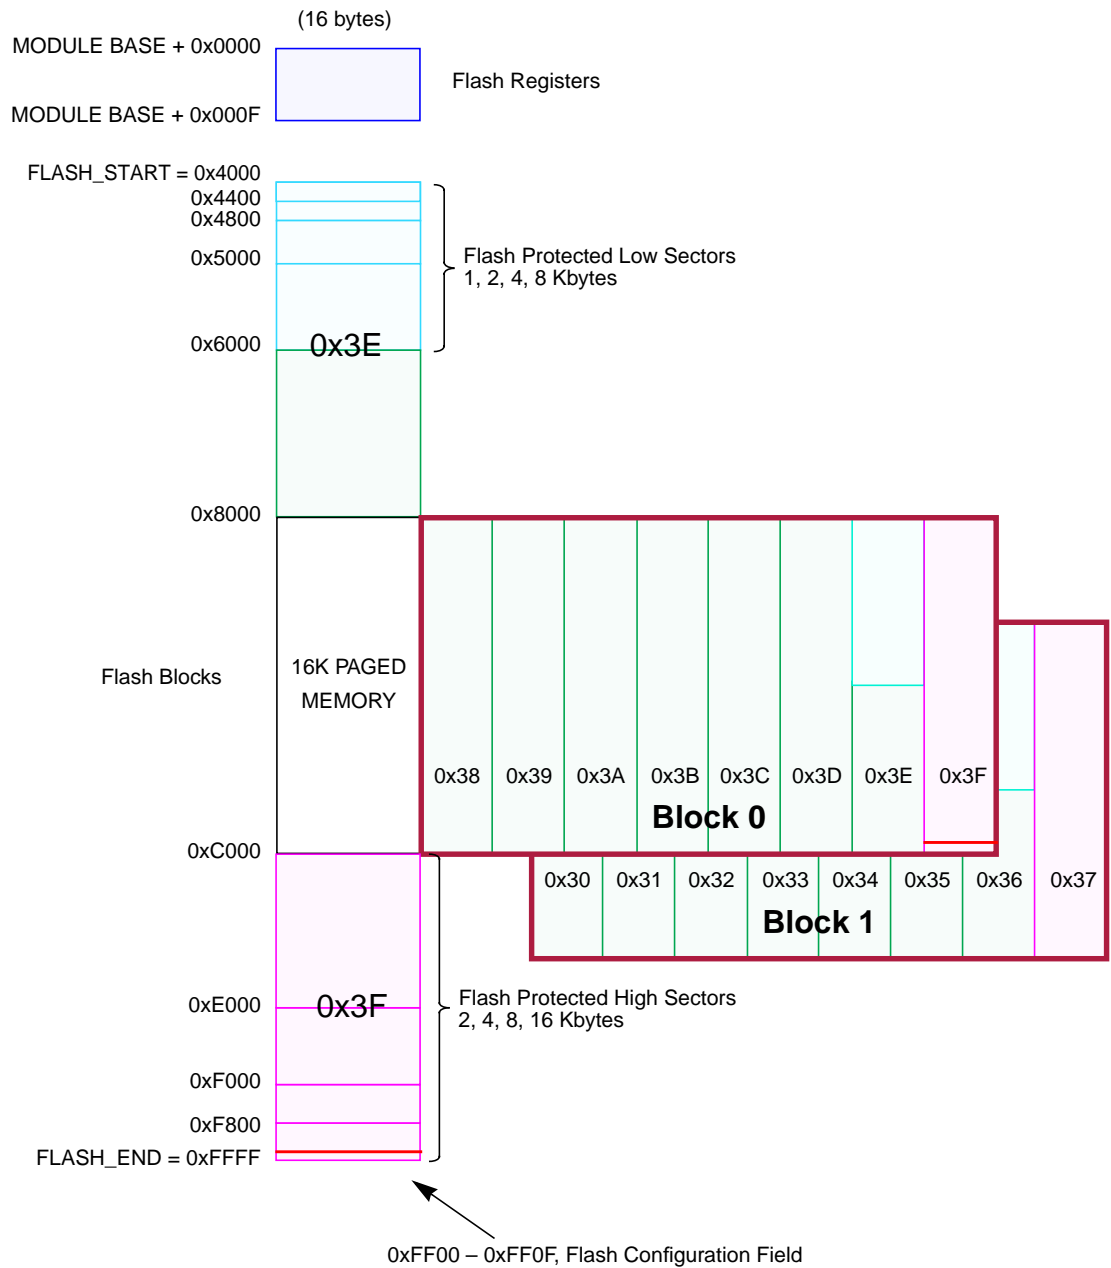 (16 bytes)
MODULE BASE + 0x0000
Flash Registers
MODULE BASE + 0x000F
FLASH_START = 0x4000
0x4400
0x4800
0x5000
Flash Protected Low Sectors
1, 2, 4, 8 Kbytes
0x6000
0x3E
0x8000
Flash Blocks
16K PAGED
MEMORY
0x38 0x39 0x3A 0x3B 0x3C 0x3D 0x3E 0x3F
Block 0
0xC000
0x30 0x31 0x32 0x33 0x34 0x35 0x36 0x37
Block 1
0xE000
0x3F
Flash Protected High Sectors
2, 4, 8, 16 Kbytes
0xF000
0xF800
FLASH_END = 0xFFFF
0xFF00 – 0xFF0F, Flash Configuration Field